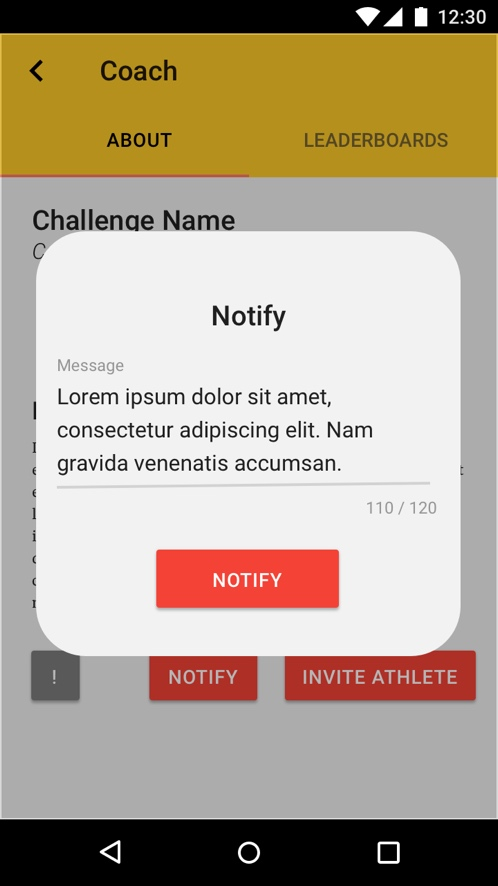 12:30
Coach
ABOUT
LEADERBOARDS
Challenge Name
Notify
Message
Lorem ipsum dolor sit amet,
consectetur adipiscing elit. Nam
gravida venenatis accumsan.
110 / 120
NOTIFY
!
NOTIFY
INVITE ATHLETE